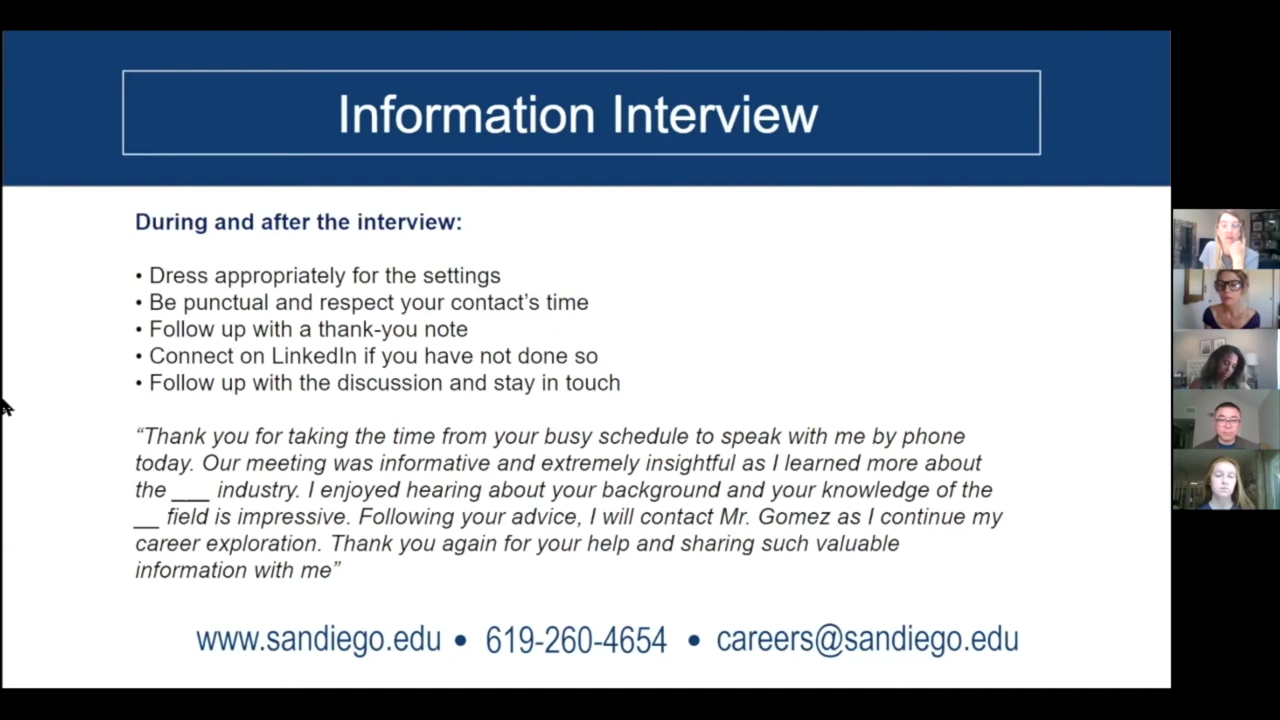 Information Interview
During and after the interview:
• Dress appropriately for the settings
• Be punctual and respect your contact’s time
• Follow up with a thank-you note
• Connect on LinkedIn if you have not done so
• Follow up with the discussion and stay in touch
“Thank you for taking the time from your busy schedule to speak with me by phone
today. Our meeting was informative and extremely insightful as I learned more about
the ___ industry. I enjoyed hearing about your background and your knowledge of the
__ field is impressive. Following your advice, I will contact Mr. Gomez as I continue my
career exploration. Thank you again for your help and sharing such valuable
information with me”
www.sandiego.edu • 619-260-4654 • careers@sandiego.edu